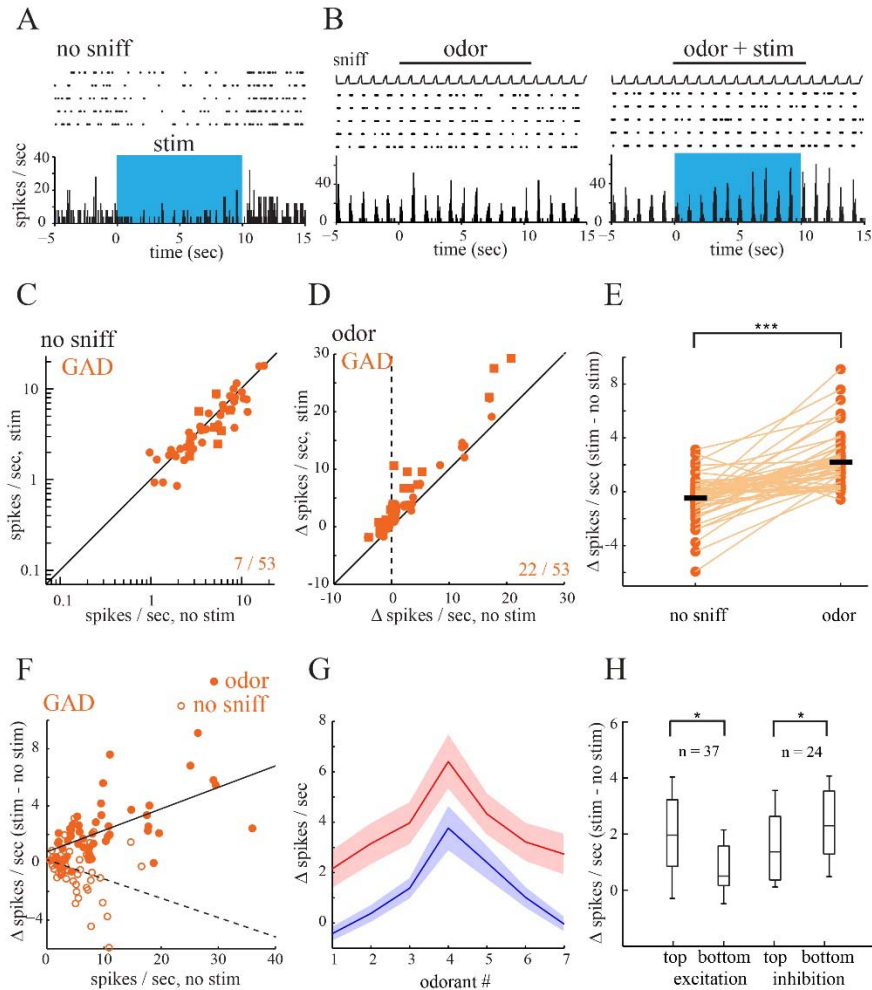 A
no sniff
stim
spikes / sec
40
20
0
−5
0
5
10
15
time (sec)
B
sniff
odor
odor + stim
40
0
−5
0
5
10
15
time (sec)
40
0
−5
0
5
10
15
time (sec)
C
no sniff
GAD
spikes / sec, stim
10
1
0.1
7 / 53
0.1
1
10
spikes / sec, no stim
D
odor
GAD
Δ spikes / sec, stim
30
20
10
0
-10
22 / 53
-10
0
10
20
30
Δ spikes / sec, no stim
E
***
Δ spikes / sec (stim - no stim)
8
4
0
−4
no sniff
odor
F
GAD
odor
no sniff
Δ spikes / sec (stim - no stim)
8
4
0
−4
0
10
20
30
40
spikes / sec, no stim
G
Δ spikes / sec
8
6
4
2
0
1
2
3
4
5
6
7
odorant #
H
Δ spikes / sec (stim - no stim)
6
4
2
0
*
*
n = 37
n = 24
top
bottom
top
bottom
excitation
inhibition